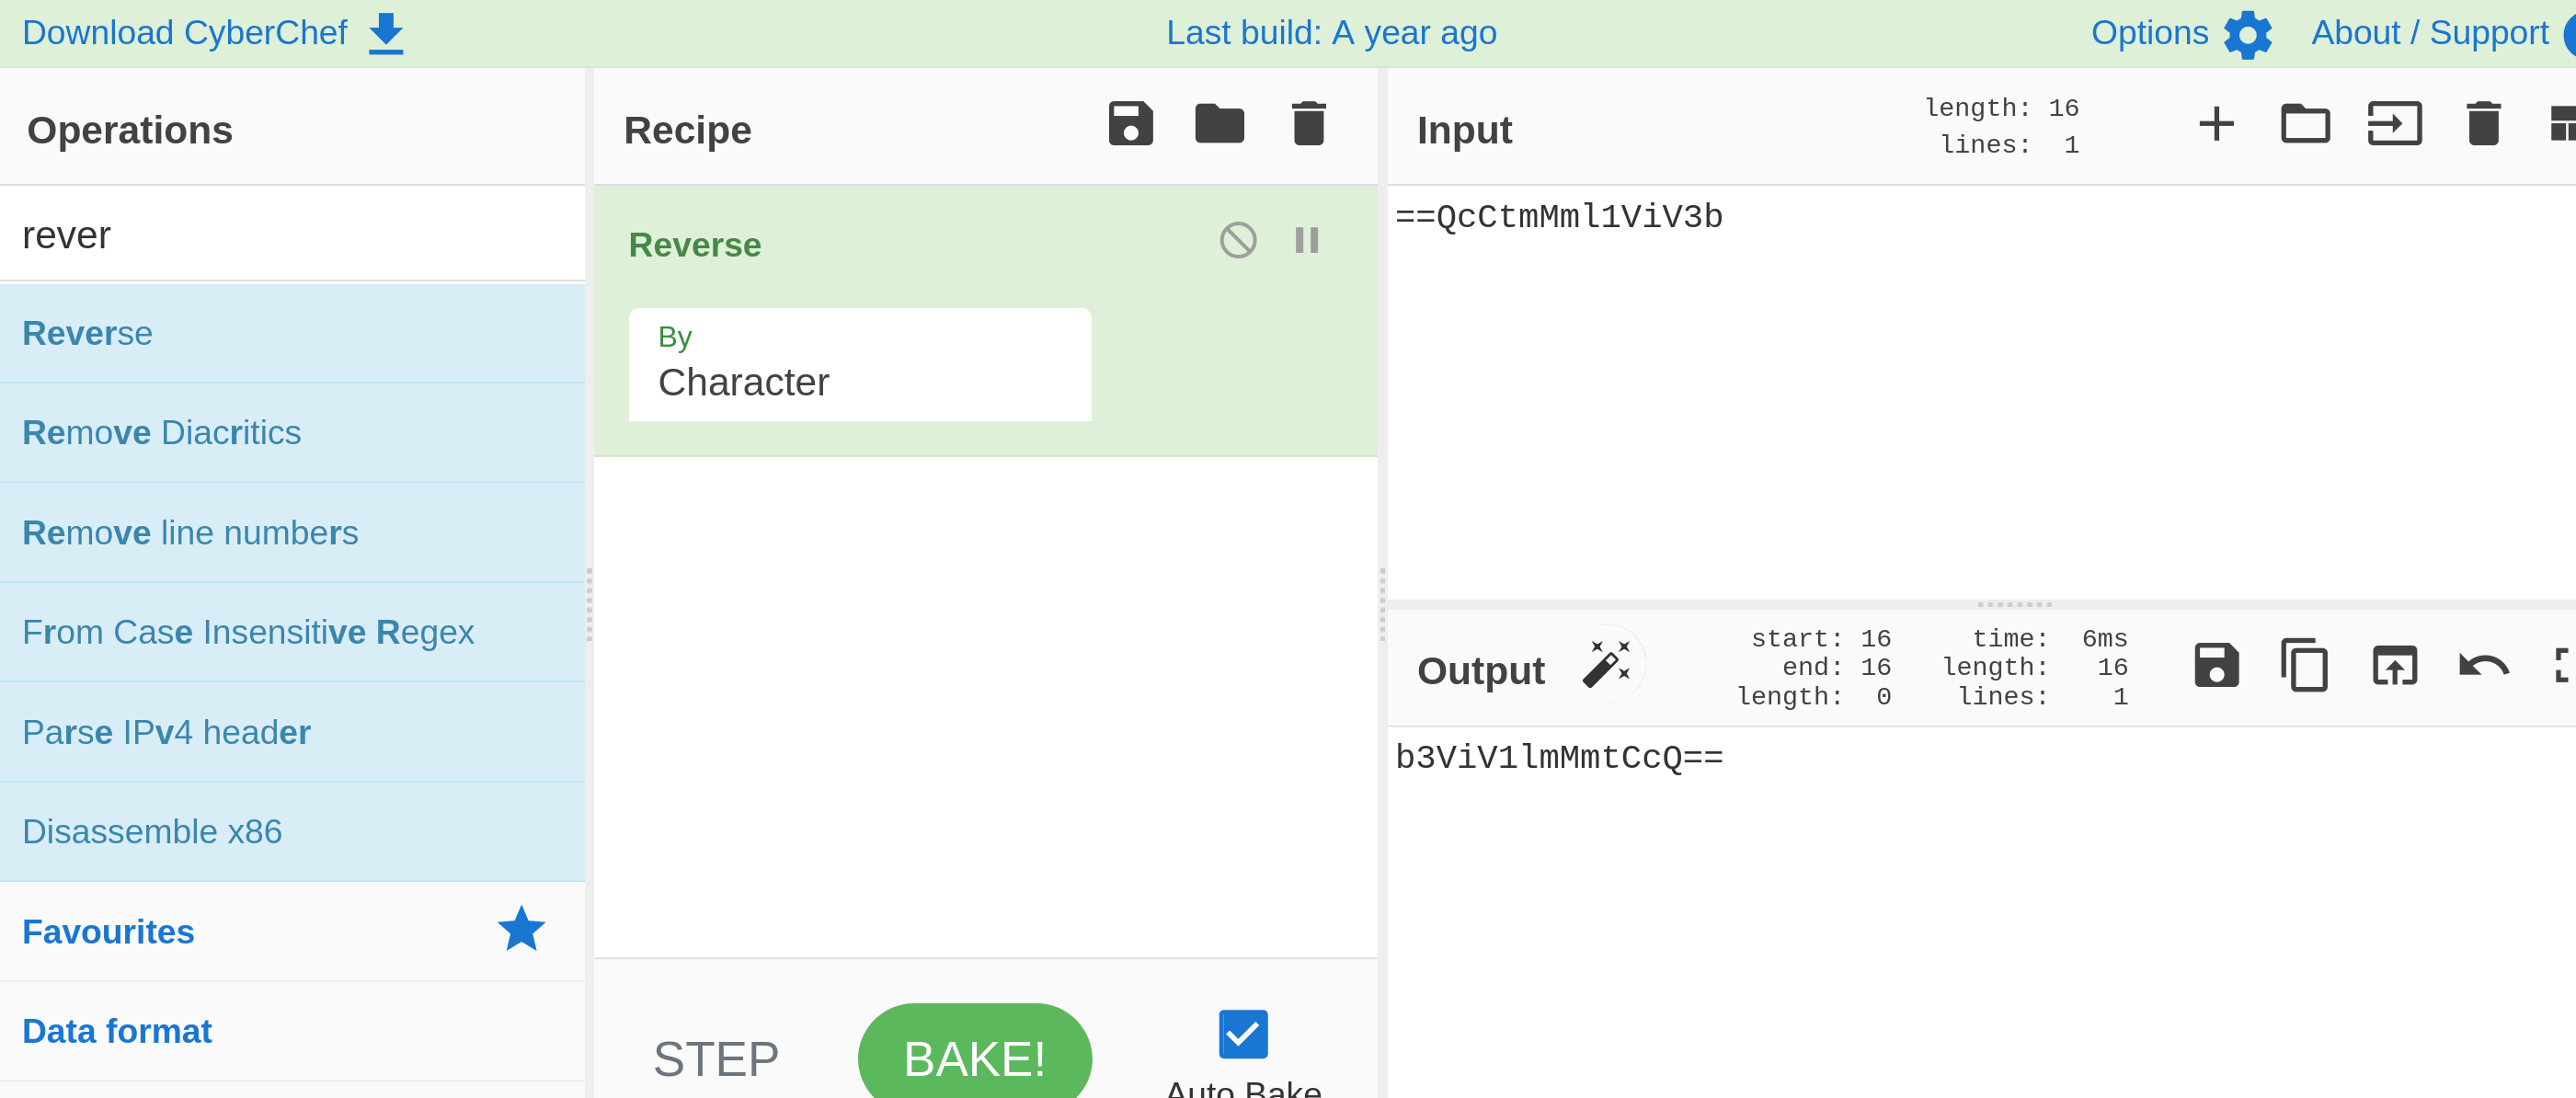 Download CyberChef
Last build: A year ago
Options
About / Support
Operations
rever
Reverse
Remove Diacritics
Remove line numbers
From Case Insensitive Regex
Parse IPv4 header
Disassemble x86
Favourites
Data format
Recipe
Reverse
By
Character
STEP
BAKE!
Auto Bake
Input
length: 16
lines: 1
==QcCtmMml1ViV3b
Output
start: 16
end: 16
length: 0
time: 6ms
length: 16
lines: 1
b3ViV1lmMmtCcQ==